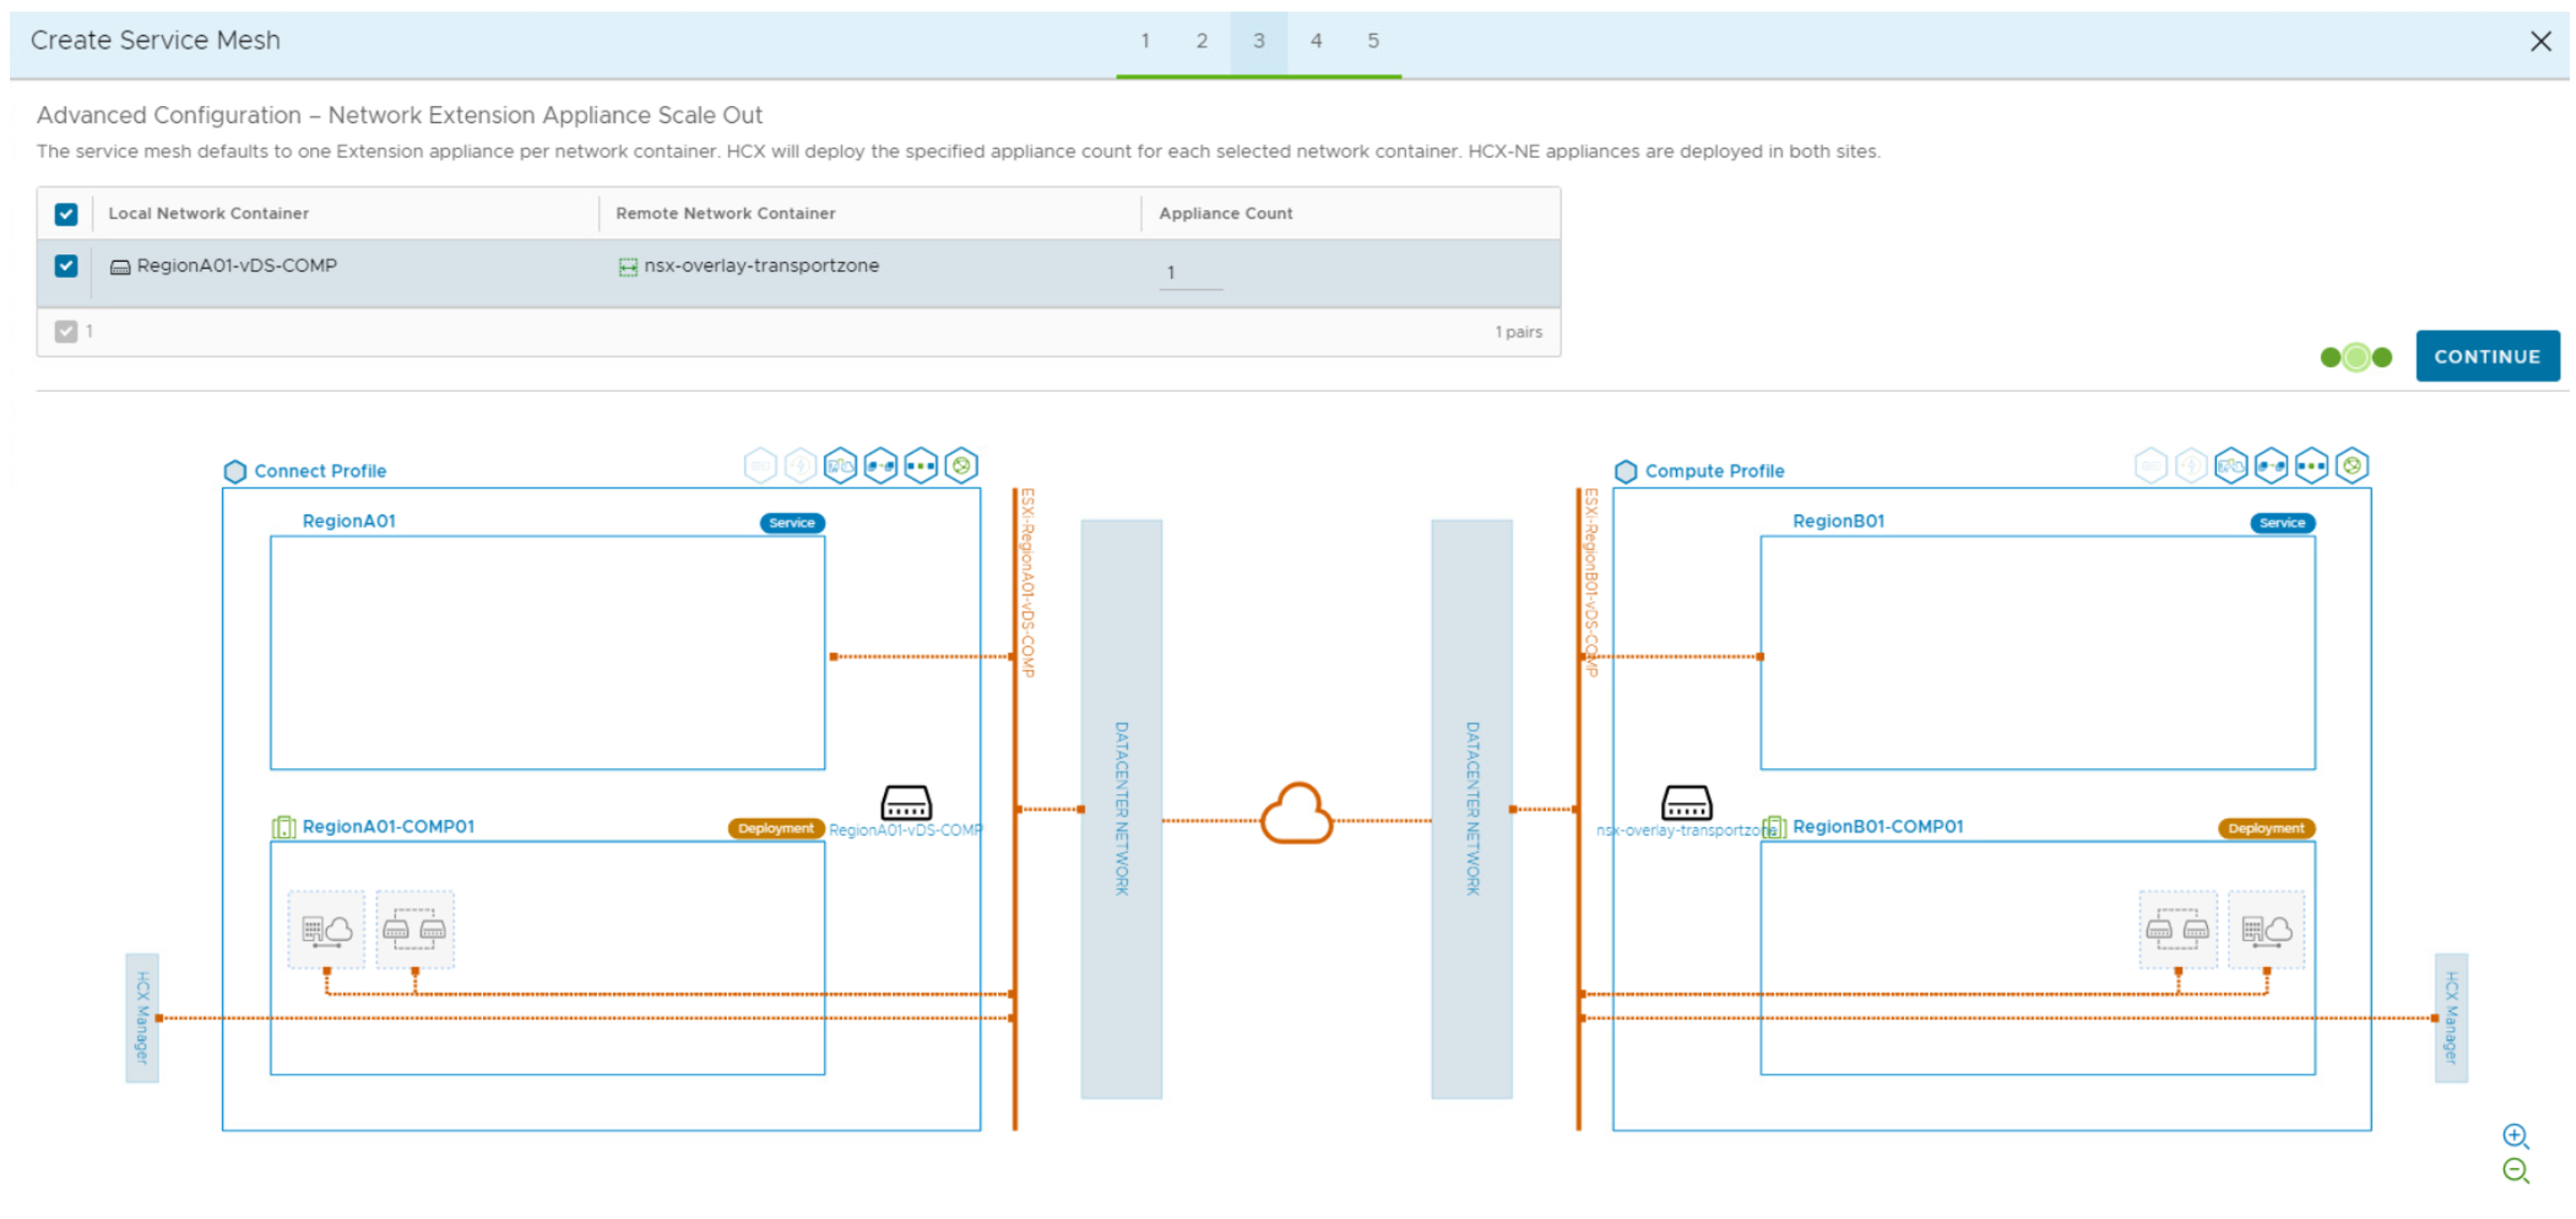 Create Service Mesh
1 2 3 4 5
Advanced Configuration – Network Extension Appliance Scale Out
The service mesh defaults to one Extension appliance per network container. HCX will deploy the specified appliance count for each selected network container. HCX-NE appliances are deployed in both sites.
Local Network Container Remote Network Container Appliance Count
RegionA01-vDS-COMP nsx-overlay-transportzone 1
1 1 pairs
CONTINUE
Connect Profile
RegionA01 Service
RegionA01-COMP01 Deployment
RegionA01-vDS-COMP
HCX Manager
ESXi-RegionA01-vDS-COMP
DATACENTER NETWORK
DATACENTER NETWORK
ESXi-RegionB01-vDS-COMP
Compute Profile
RegionB01 Service
nsx-overlay-transportzone
RegionB01-COMP01 Deployment
HCX Manager